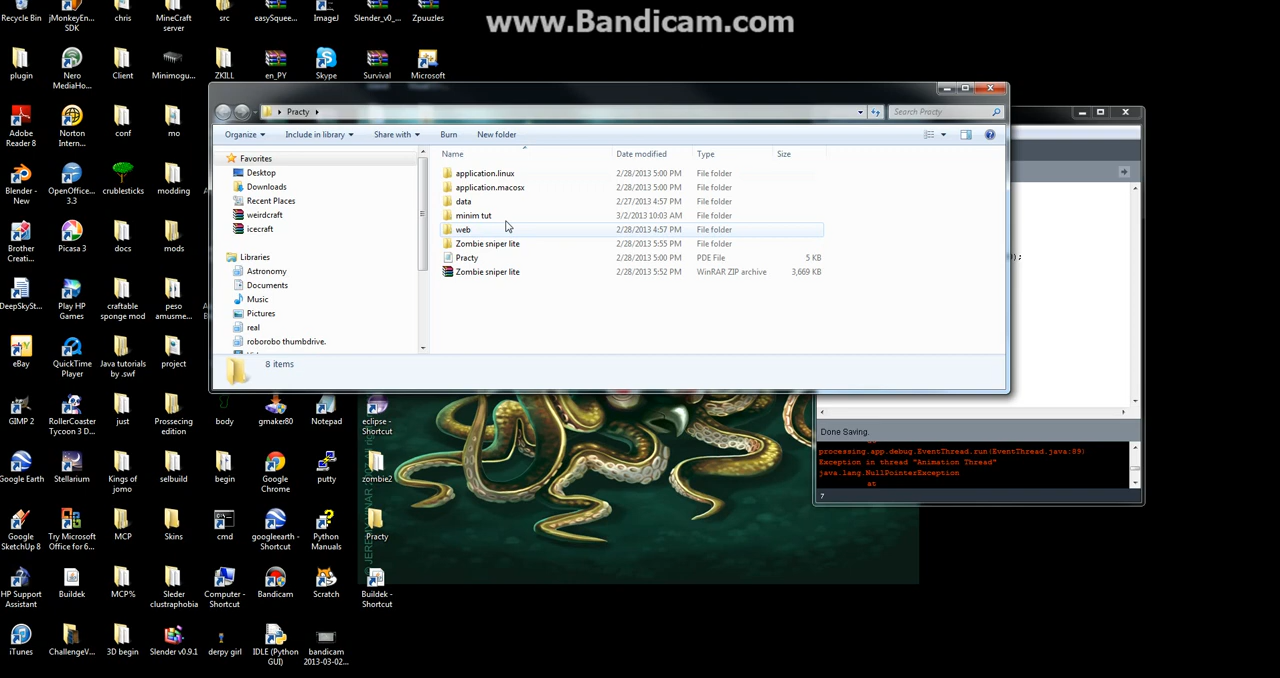 www.Bandicam.com
Recycle Bin
jMonkeyEn...
SDK
chris
MineCraft
server
src
easySquee...
ImageJ
Slender_v0_...
Zpuzzles
plugin
Nero
MediaHo...
Client
Minimogu...
ZKILL
en_PY
Skype
Survival
Microsoft
Adobe
Reader 8
Norton
Intern...
conf
mo
Blender -
New
OpenOffice...
3.3
crublesticks
modding
Brother
Creator
Picasa 3
docs
mods
DeepSkySt...
Play HP
Games
craftable
sponge mod
peso
amusme...
eBay
QuickTime
Player
Java tutorials
by .swf
project
GIMP 2
RollerCoaster
Tycoon 3 D...
just
Prossecing
edition
body
gmaker80
Notepad
eclipse -
Shortcut
Google Earth
Stellarium
Kings of
jomo
selbuild
begin
Google
Chrome
putty
zombie2
Google
SketchUp 8
Try Microsoft
Office for 6...
MCP
Skins
cmd
googleearth -
Shortcut
Python
Manuals
Practy
HP Support
Assistant
Buildek
MCP%
Sleder
clustraphobia
Computer -
Shortcut
Bandicam
Scratch
Buildek -
Shortcut
iTunes
ChallengeV...
3D begin
Slender v0.9.1
derpy girl
IDLE (Python
GUI)
bandicam
2013-03-02...
Practy
Search Practy
Organize
Include in library
Share with
Burn
New folder
Favorites
Desktop
Downloads
Recent Places
weirdcraft
icecraft
Libraries
Astronomy
Documents
Music
Pictures
real
roborobo thumbdrive.
Name Date modified Type Size
application.linux 2/28/2013 5:00 PM File folder
application.macosx 2/28/2013 5:00 PM File folder
data 2/27/2013 4:57 PM File folder
minim tut 3/2/2013 10:03 AM File folder
web 2/28/2013 4:57 PM File folder
Zombie sniper lite 2/28/2013 5:55 PM File folder
Practy 2/28/2013 5:00 PM PDE File 5 KB
Zombie sniper lite 2/28/2013 5:52 PM WinRAR ZIP archive 3,669 KB
8 items
);
Done Saving.
processing.app.debug.EventThread.run(EventThread.java:89)
Exception in thread "Animation Thread"
java.lang.NullPointerException
at
7